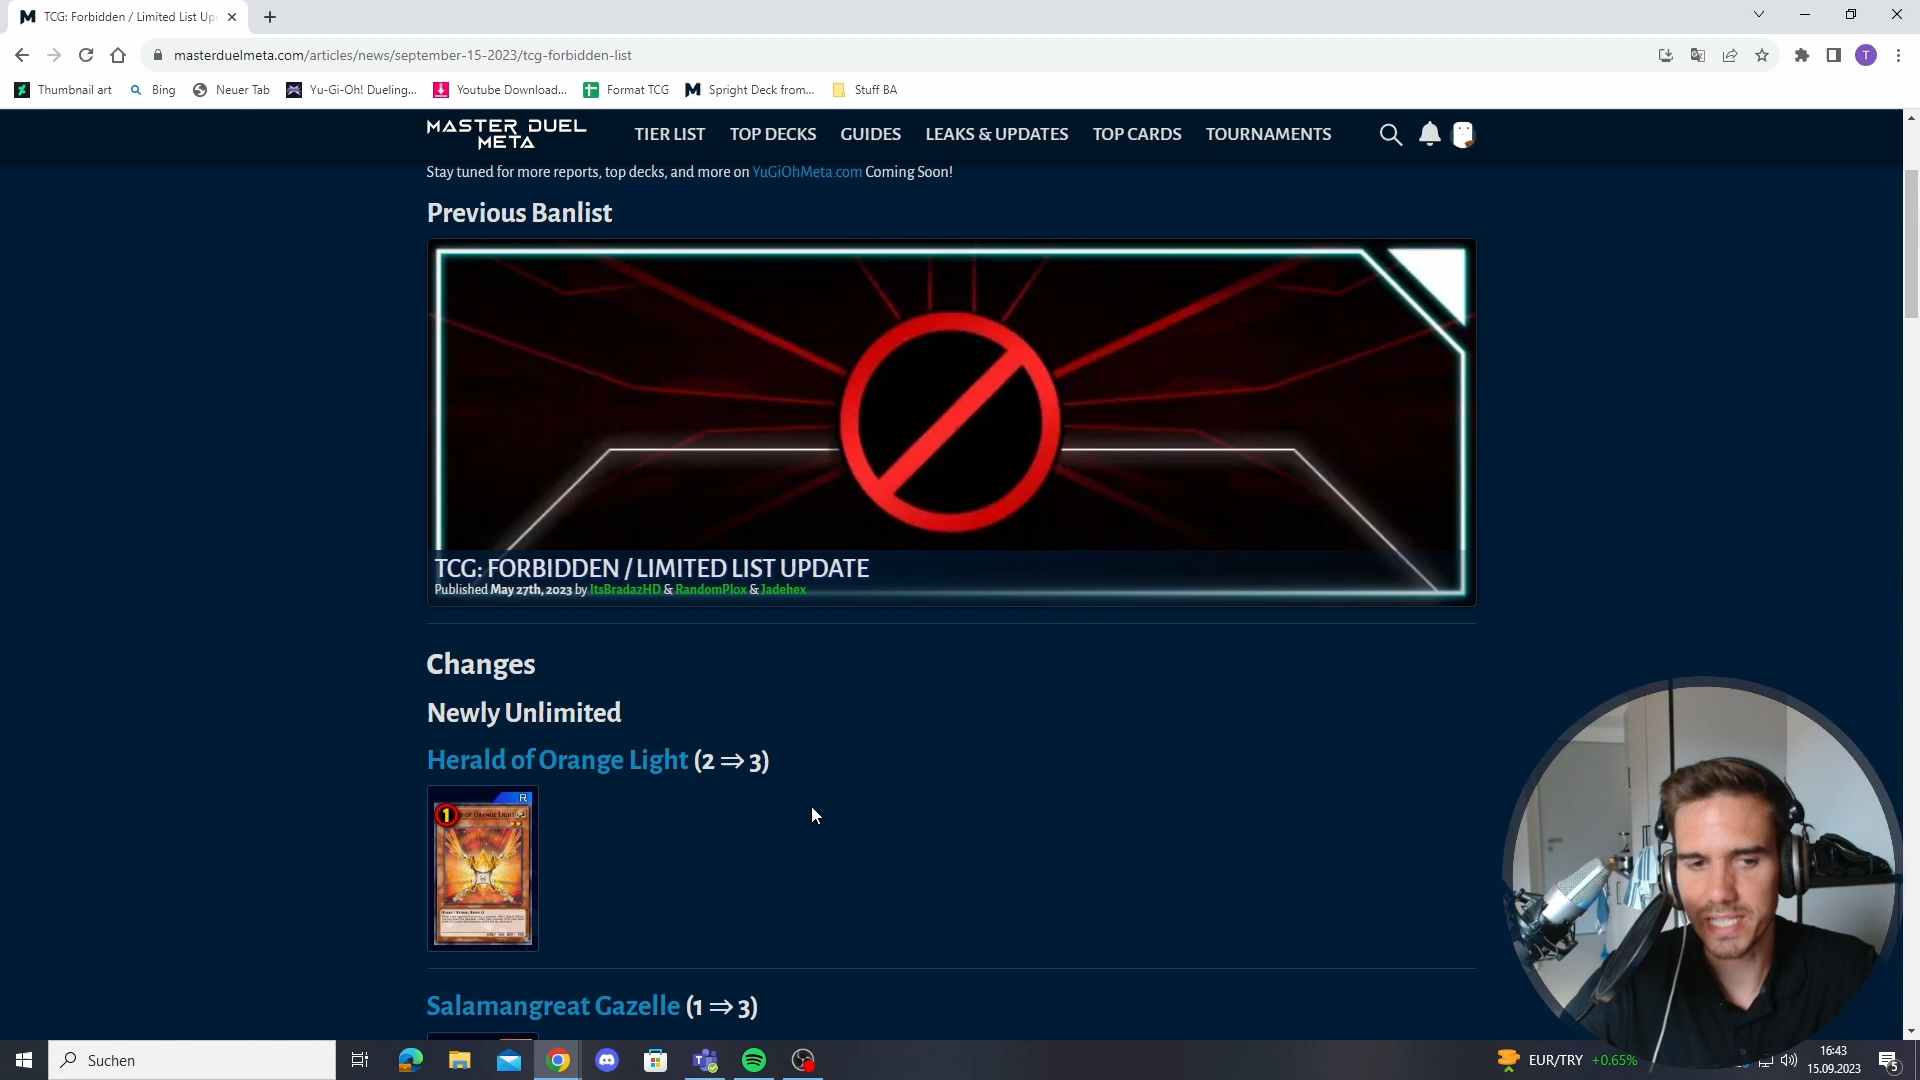 TCG: Forbidden / Limited List Up
masterduelmeta.com/articles/news/september-15-2023/tcg-forbidden-list
T
Thumbnail art
Bing
Neuer Tab
Yu-Gi-Oh! Dueling...
Youtube Download...
Format TCG
Spright Deck from...
Stuff BA
MASTER DUEL
META
TIER LIST
TOP DECKS
GUIDES
LEAKS & UPDATES
TOP CARDS
TOURNAMENTS
Stay tuned for more reports, top decks, and more on YuGiOhMeta.com Coming Soon!
Previous Banlist
TCG: FORBIDDEN / LIMITED LIST UPDATE
Published May 27th, 2023 by ItsBradazHD & RandomPlox & Jadehex
Changes
Newly Unlimited
Herald of Orange Light (2 ⇒ 3)
R
1
OF ORANGE LIGHT
Salamangreat Gazelle (1 ⇒ 3)
Suchen
EUR/TRY +0.65%
16:43
15.09.2023
5